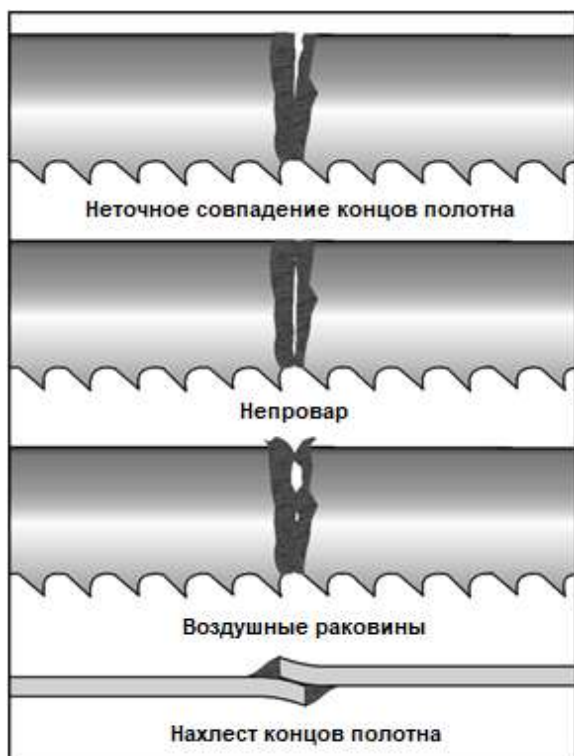 Неточное совпадение концов полотна
Непровар
Воздушные раковины
Нахлест концов полотна